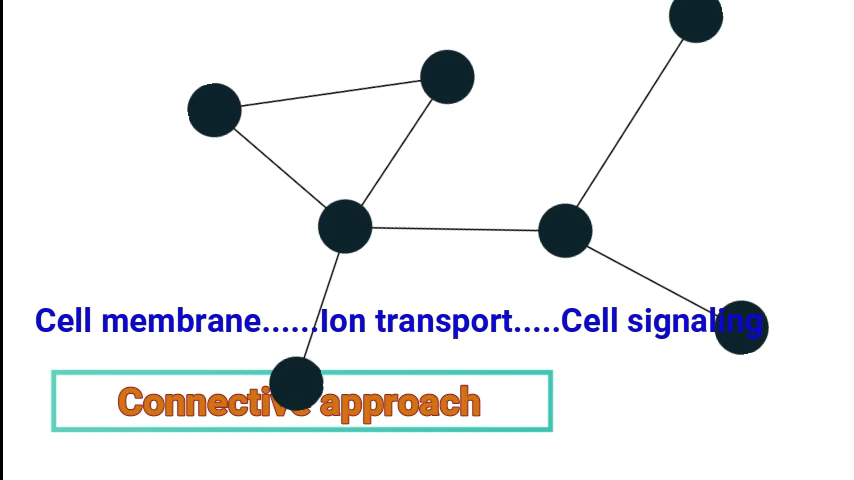 Cell membrane......Ion transport.....Cell signaling
Connective approach